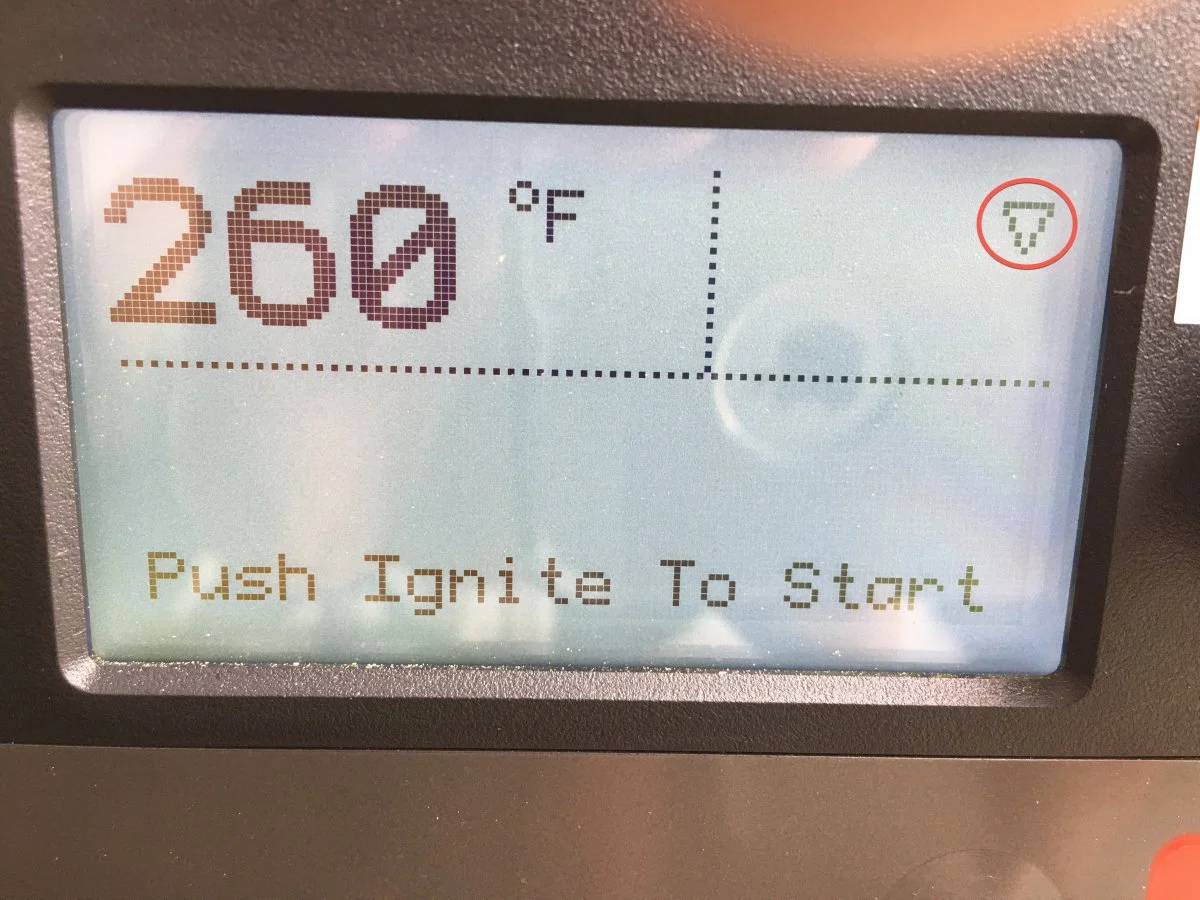 260 °F
Push Ignite To Start